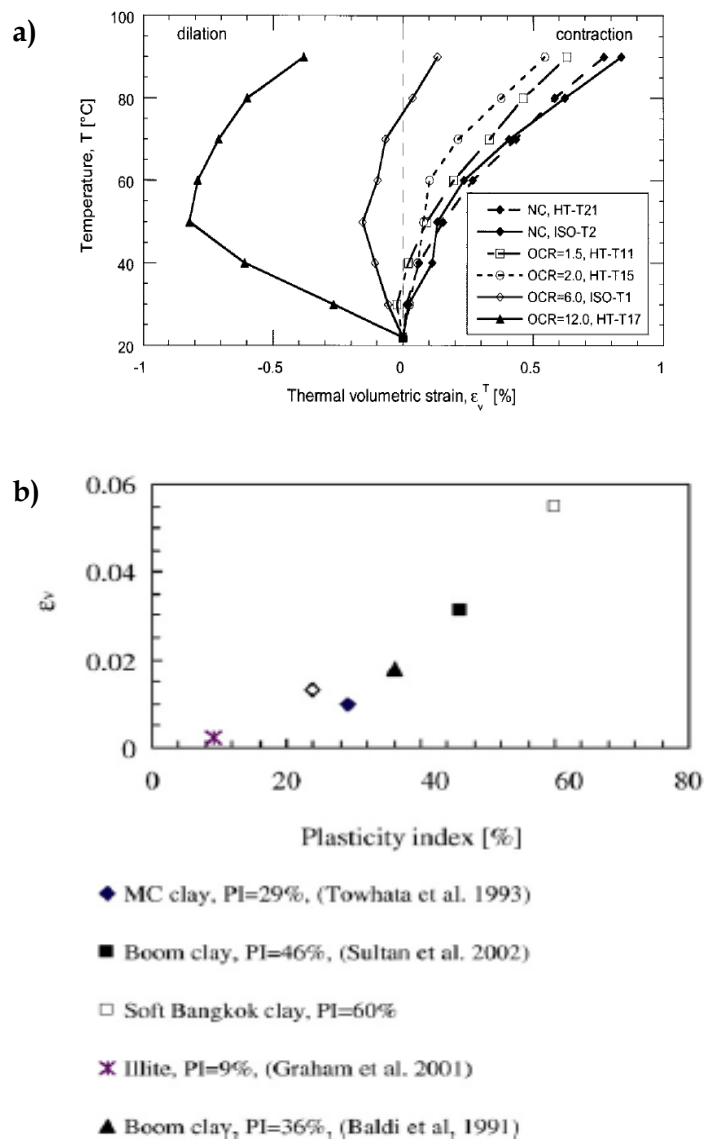 a)
dilation
contraction
100
80
60
40
20
Temperature, T [°C]
NC, HT-T21
NC, ISO-T2
OCR=1.5, HT-T11
OCR=2.0, HT-T15
OCR=6.0, ISO-T1
OCR=12.0, HT-T17
-1 -0.5 0 0.5 1
Thermal volumetric strain, εvT [%]
b)
0.06
0.04
0.02
0
εv
0 20 40 60 80
Plasticity index [%]
MC clay, PI=29%, (Towhata et al. 1993)
Boom clay, PI=46%, (Sultan et al. 2002)
Soft Bangkok clay, PI=60%
Illite, PI=9%, (Graham et al. 2001)
Boom clay, PI=36%, (Baldi et al, 1991)